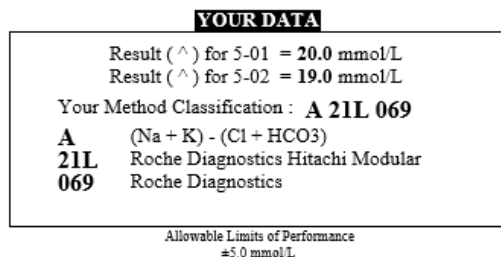 YOUR DATA
Result ( ^ ) for 5-01 = 20.0 mmol/L
Result ( ^ ) for 5-02 = 19.0 mmol/L
Your Method Classification : A 21L 069
A (Na + K) - (Cl + HCO3)
21L Roche Diagnostics Hitachi Modular
069 Roche Diagnostics
Allowable Limits of Performance
±5.0 mmol/L